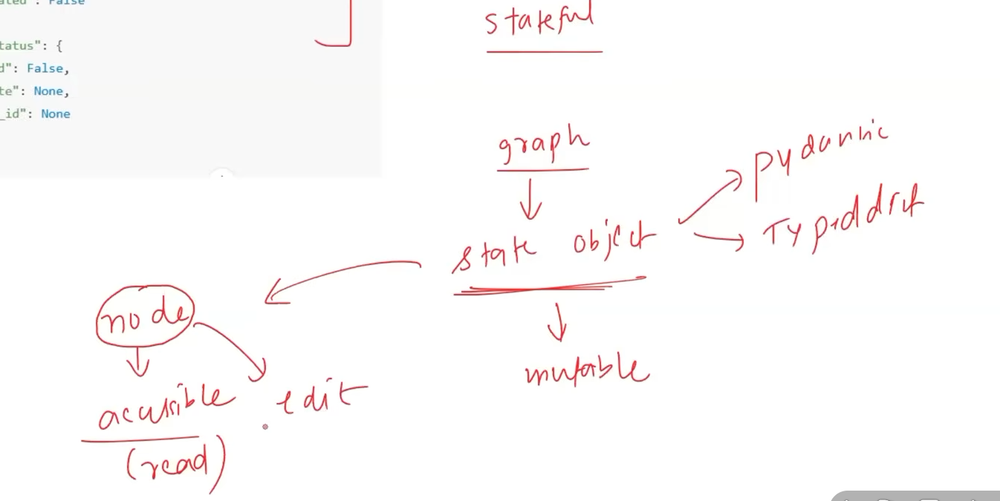 ated": False
tatus": {
d": False,
te": None,
_id": None
stateful
graph
state object
pydantic
Typeddict
mutable
node
accessible
(read)
edit